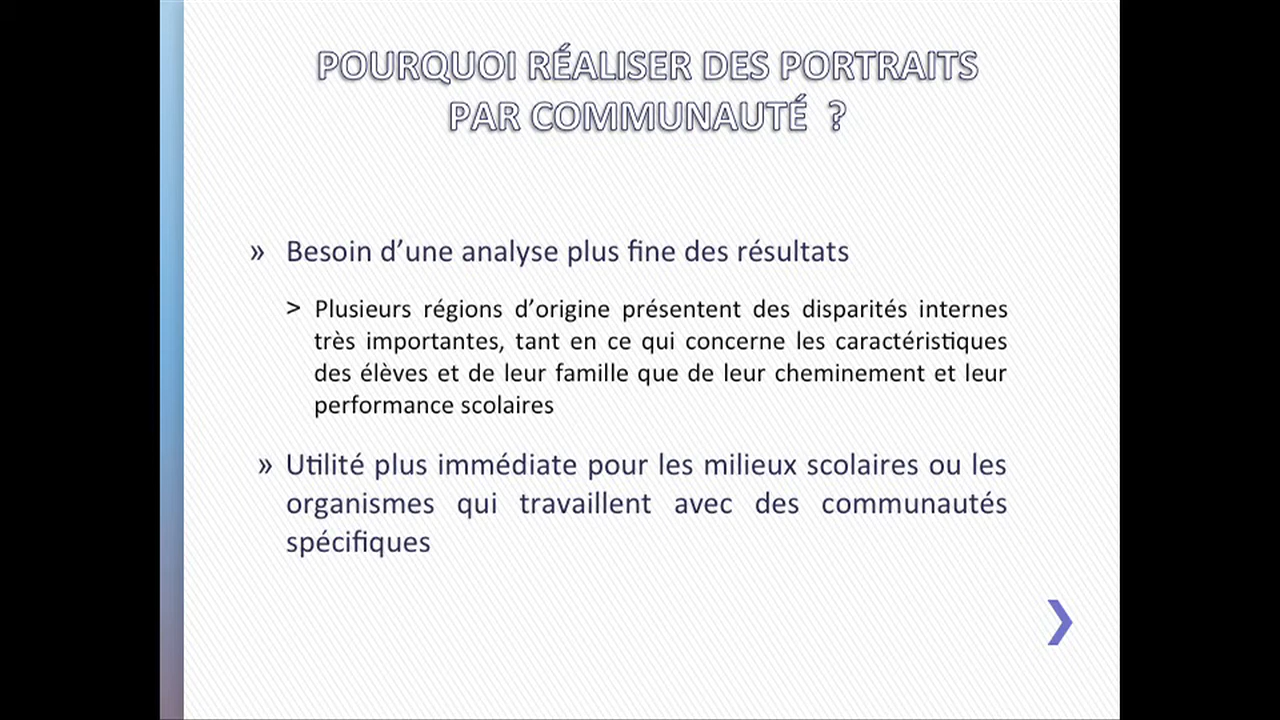 POURQUOI RÉALISER DES PORTRAITS
PAR COMMUNAUTÉ ?
» Besoin d’une analyse plus fine des résultats
> Plusieurs régions d’origine présentent des disparités internes
très importantes, tant en ce qui concerne les caractéristiques
des élèves et de leur famille que de leur cheminement et leur
performance scolaires
» Utilité plus immédiate pour les milieux scolaires ou les
organismes qui travaillent avec des communautés
spécifiques